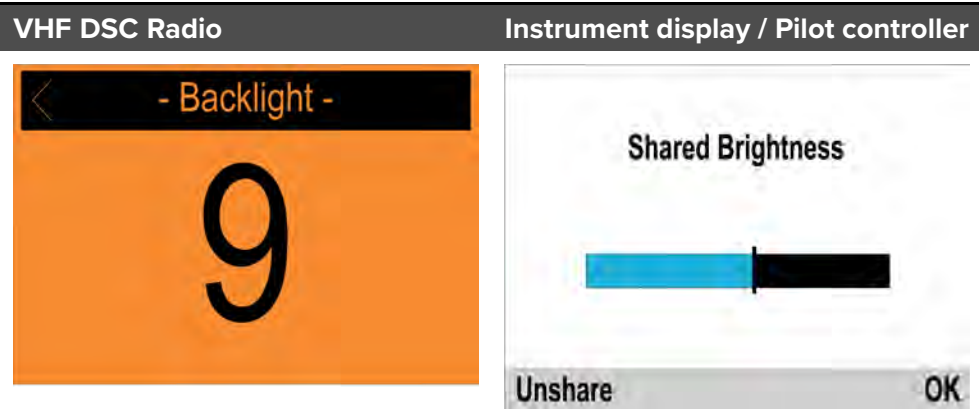 VHF DSC Radio
Instrument display / Pilot controller
- Backlight -
9
Shared Brightness
Unshare OK